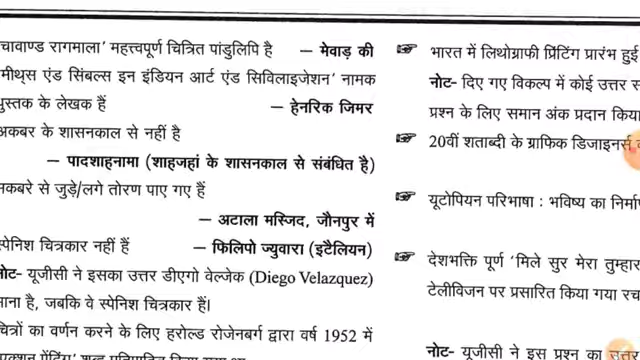 चावाण्ड रागमाला' महत्त्वपूर्ण चित्रित पांडुलिपि है – मेवाड़ की
मीथ्स एंड सिंबल्स इन इंडियन आर्ट एंड सिविलाइजेशन' नामक
पुस्तक के लेखक हैं – हेनरिक जिमर
अकबर के शासनकाल से नहीं है
– पादशाहनामा (शाहजहां के शासनकाल से संबंधित है)
मकबरे से जुड़े/लगे तोरण पाए गए हैं
– अटाला मस्जिद, जौनपुर में
स्पेनिश चित्रकार नहीं हैं – फिलिपो ज्युवारा (इटैलियन)
नोट- यूजीसी ने इसका उत्तर डीएगो वेल्जेक (Diego Velazquez)
माना है, जबकि वे स्पेनिश चित्रकार हैं।
चित्रों का वर्णन करने के लिए हरोल्ड रोजेनबर्ग द्वारा वर्ष 1952 में
भारत में लिथोग्राफी प्रिंटिंग प्रारंभ हुई
नोट- दिए गए विकल्प में कोई उत्तर
प्रश्न के लिए समान अंक प्रदान किया
20वीं शताब्दी के ग्राफिक डिजाइनर्स
यूटोपियन परिभाषा : भविष्य का निर्माण
देशभक्ति पूर्ण 'मिले सुर मेरा तुम्हारा
टेलीविजन पर प्रसारित किया गया
नोट- यूजीसी ने इस प्रश्न का उत्तर